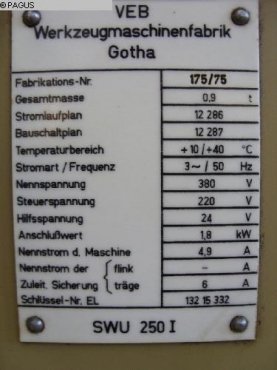 © PAGUS
VEB
Werkzeugmaschinenfabrik
Gotha
Fabrikations-Nr. 175/75
Gesamtmasse 0,9 t
Stromlaufplan 12 286
Bauschaltplan 12 287
Temperaturbereich +10/+40 °C
Stromart / Frequenz 3~/ 50 Hz
Nennspannung 380 V
Steuerspannung 220 V
Hilfsspannung 24 V
Anschlußwert 1,8 kW
Nennstrom d. Maschine 4,9 A
Nennstrom der flink – A
Zuleit. Sicherung träge 6 A
Schlüssel-Nr. EL 132 15 332
SWU 250 I